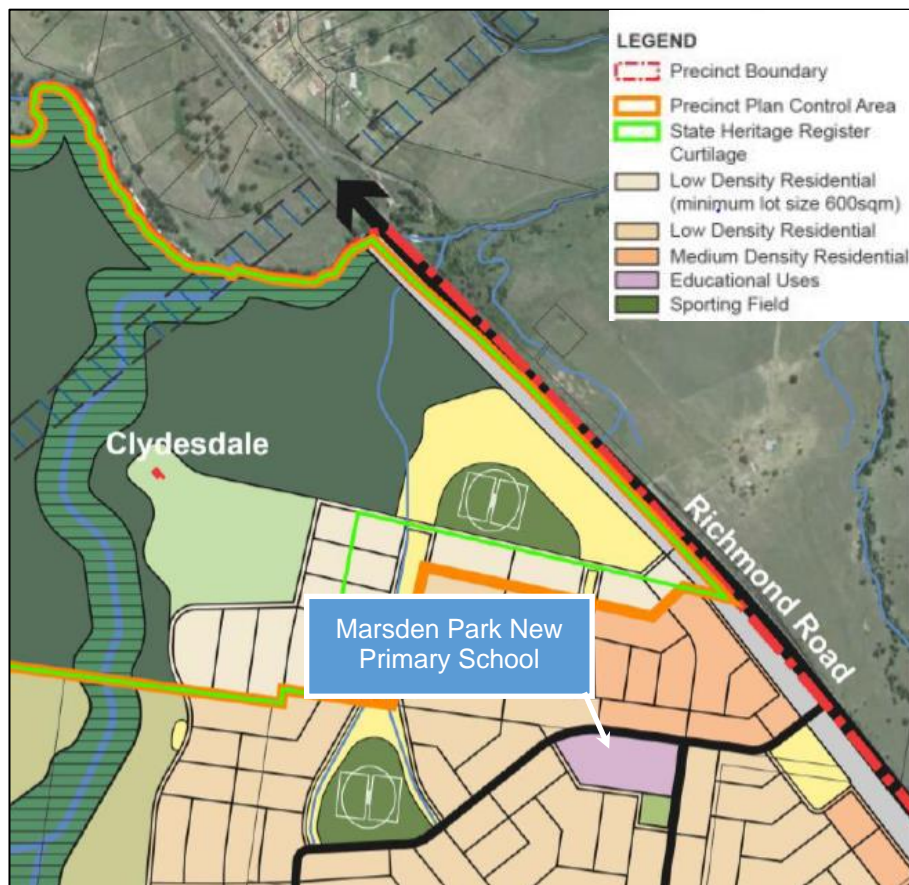 LEGEND
Precinct Boundary
Precinct Plan Control Area
State Heritage Register
Curtilage
Low Density Residential
(minimum lot size 600sqm)
Low Density Residential
Medium Density Residential
Educational Uses
Sporting Field
Clydesdale
Richmond Road
Marsden Park New
Primary School